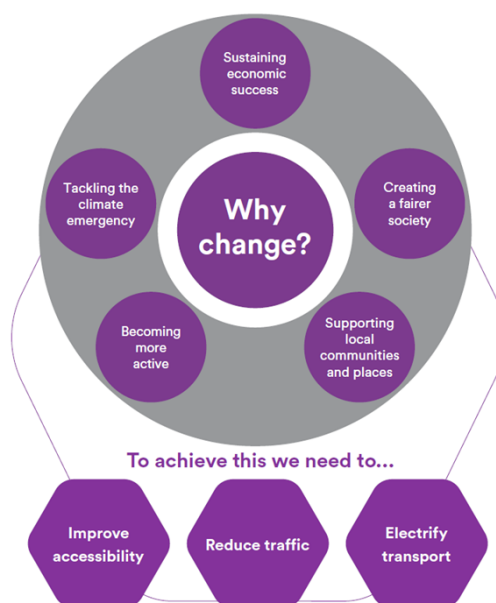 Sustaining
economic
success
Tackling the
climate
emergency
Why
change?
Creating
a fairer
society
Becoming
more
active
Supporting
local
communities
and places
To achieve this we need to...
Improve
accessibility
Reduce traffic
Electrify
transport